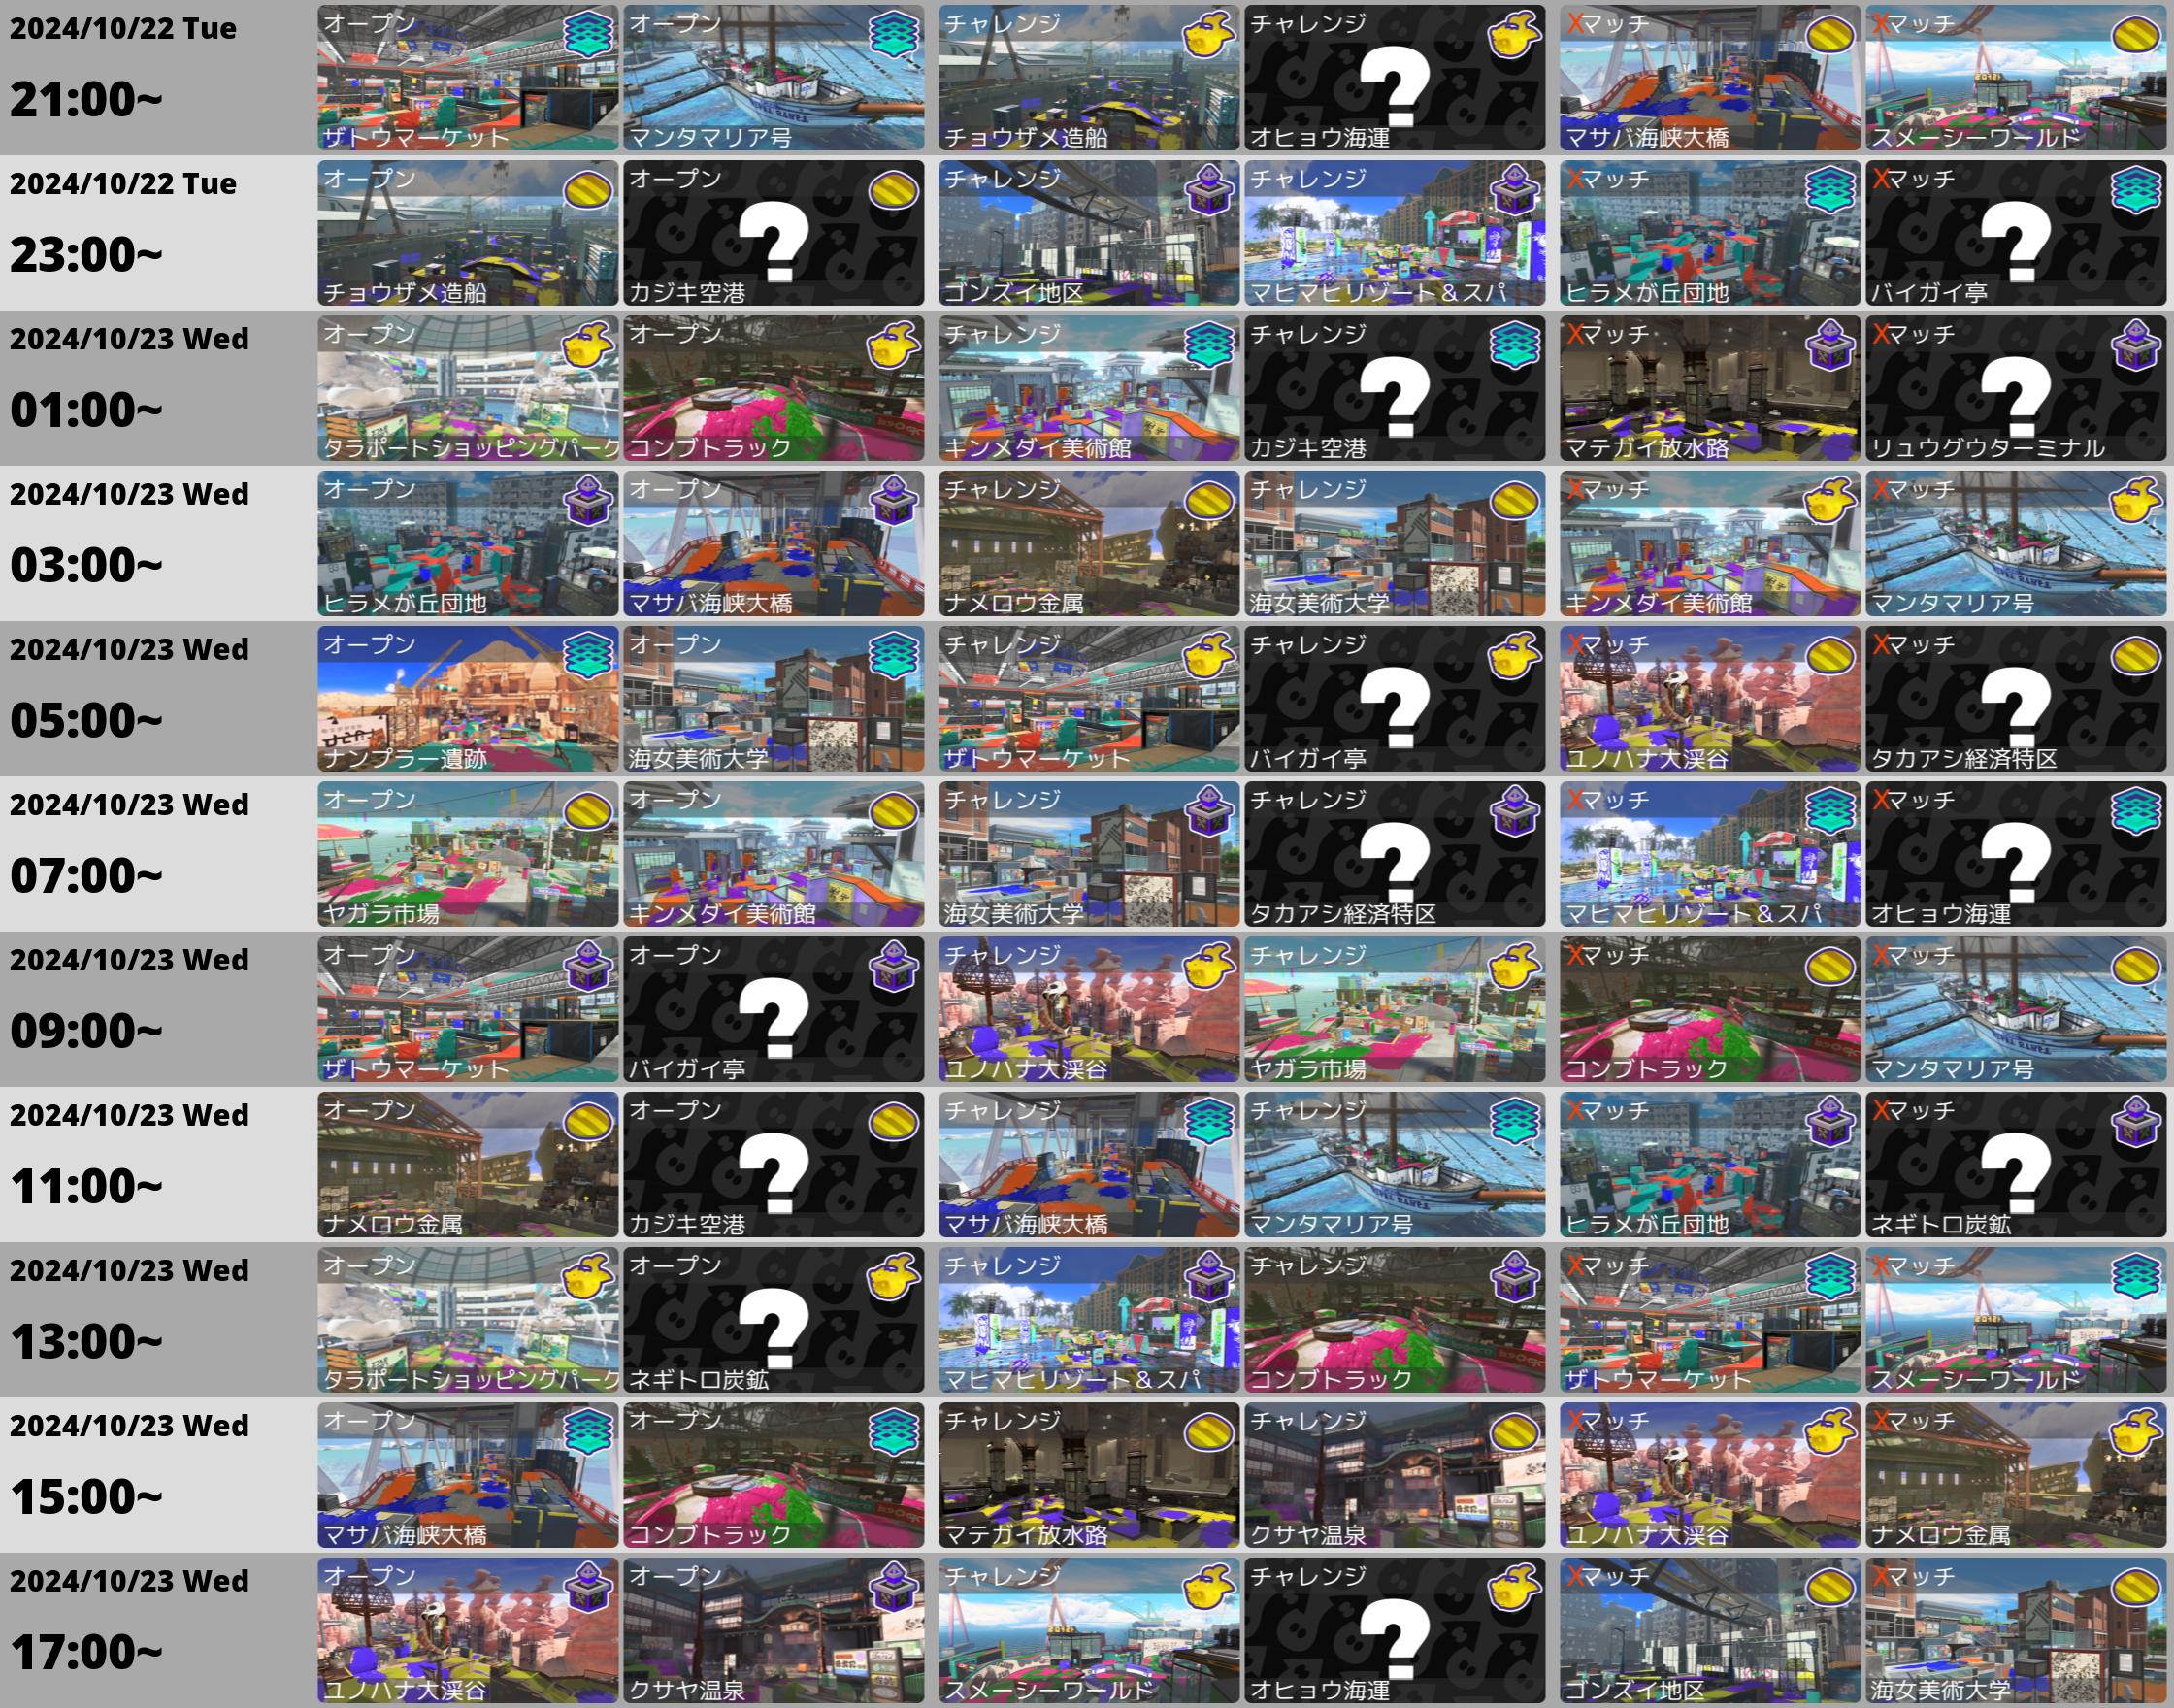 2024/10/22 Tue
21:00~
オープン
ザトウマーケット
オープン
マンタマリア号
チャレンジ
チョウザメ造船
チャレンジ
オヒョウ海運
Xマッチ
マサバ海峡大橋
Xマッチ
スメーシーワールド
2024/10/22 Tue
23:00~
オープン
チョウザメ造船
オープン
カジキ空港
チャレンジ
ゴンズイ地区
チャレンジ
マヒマヒリゾート＆スパ
Xマッチ
ヒラメが丘団地
Xマッチ
バイガイ亭
2024/10/23 Wed
01:00~
オープン
タラポートショッピングパーク
オープン
コンブトラック
チャレンジ
キンメダイ美術館
チャレンジ
カジキ空港
Xマッチ
マテガイ放水路
Xマッチ
リュウグウターミナル
2024/10/23 Wed
03:00~
オープン
ヒラメが丘団地
オープン
マサバ海峡大橋
チャレンジ
ナメロウ金属
チャレンジ
海女美術大学
Xマッチ
キンメダイ美術館
Xマッチ
マンタマリア号
2024/10/23 Wed
05:00~
オープン
ナンプラー遺跡
オープン
海女美術大学
チャレンジ
ザトウマーケット
チャレンジ
バイガイ亭
Xマッチ
ユノハナ大渓谷
Xマッチ
タカアシ経済特区
2024/10/23 Wed
07:00~
オープン
ヤガラ市場
オープン
キンメダイ美術館
チャレンジ
海女美術大学
チャレンジ
タカアシ経済特区
Xマッチ
マヒマヒリゾート＆スパ
Xマッチ
オヒョウ海運
2024/10/23 Wed
09:00~
オープン
ザトウマーケット
オープン
バイガイ亭
チャレンジ
ユノハナ大渓谷
チャレンジ
ヤガラ市場
Xマッチ
コンブトラック
Xマッチ
マンタマリア号
2024/10/23 Wed
11:00~
オープン
ナメロウ金属
オープン
カジキ空港
チャレンジ
マサバ海峡大橋
チャレンジ
マンタマリア号
Xマッチ
ヒラメが丘団地
Xマッチ
ネギトロ炭鉱
2024/10/23 Wed
13:00~
オープン
タラポートショッピングパーク
オープン
ネギトロ炭鉱
チャレンジ
マヒマヒリゾート＆スパ
チャレンジ
コンブトラック
Xマッチ
ザトウマーケット
Xマッチ
スメーシーワールド
2024/10/23 Wed
15:00~
オープン
マサバ海峡大橋
オープン
コンブトラック
チャレンジ
マテガイ放水路
チャレンジ
クサヤ温泉
Xマッチ
ユノハナ大渓谷
Xマッチ
ナメロウ金属
2024/10/23 Wed
17:00~
オープン
ユノハナ大渓谷
オープン
クサヤ温泉
チャレンジ
スメーシーワールド
チャレンジ
オヒョウ海運
Xマッチ
ゴンズイ地区
Xマッチ
海女美術大学